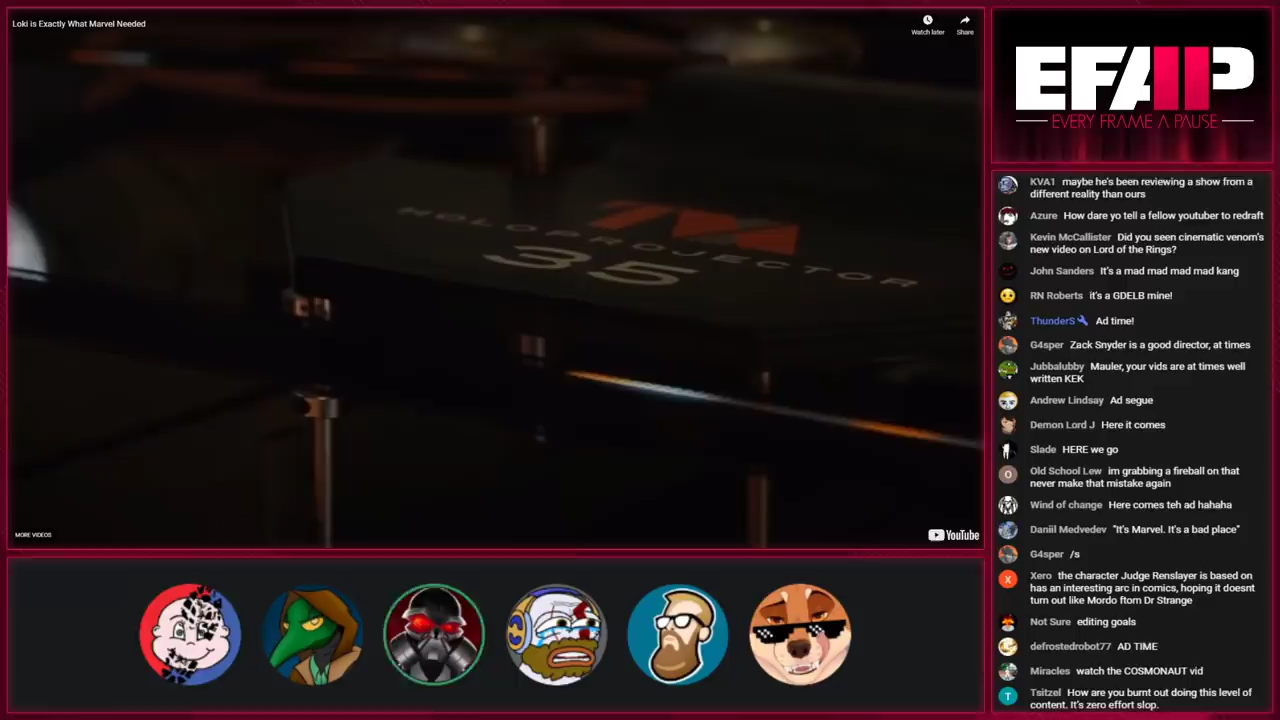 Loki is Exactly What Marvel Needed
Watch later
Share
TVA
HOLOPROJECTOR
35
MORE VIDEOS
YouTube
EFAP
EVERY FRAME A PAUSE
KVA1 maybe he's been reviewing a show from a
different reality than ours
Azure How dare yo tell a fellow youtuber to redraft
Kevin McCallister Did you seen cinematic venom's
new video on Lord of the Rings?
John Sanders It's a mad mad mad mad kang
RN Roberts it's a GDELB mine!
ThunderS Ad time!
G4sper Zack Snyder is a good director, at times
Jubbalubby Mauler, your vids are at times well
written KEK
Andrew Lindsay Ad segue
Demon Lord J Here it comes
Slade HERE we go
O
Old School Lew im grabbing a fireball on that
never make that mistake again
Wind of change Here comes teh ad hahaha
Daniil Medvedev "It's Marvel. It's a bad place"
G4sper /s
X
Xero the character Judge Renslayer is based on
has an interesting arc in comics, hoping it doesnt
turn out like Mordo ftom Dr Strange
Not Sure editing goals
defrostedrobot77 AD TIME
Miracles watch the COSMONAUT vid
T
Tsitzel How are you burnt out doing this level of
content. It's zero effort slop.